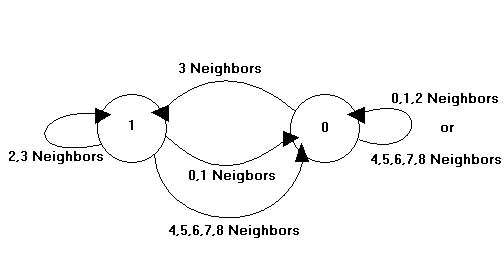 3 Neighbors
0,1,2 Neighbors
1
0
or
2,3 Neighbors
4,5,6,7,8 Neighbors
0,1 Neigbors
4,5,6,7,8 Neighbors